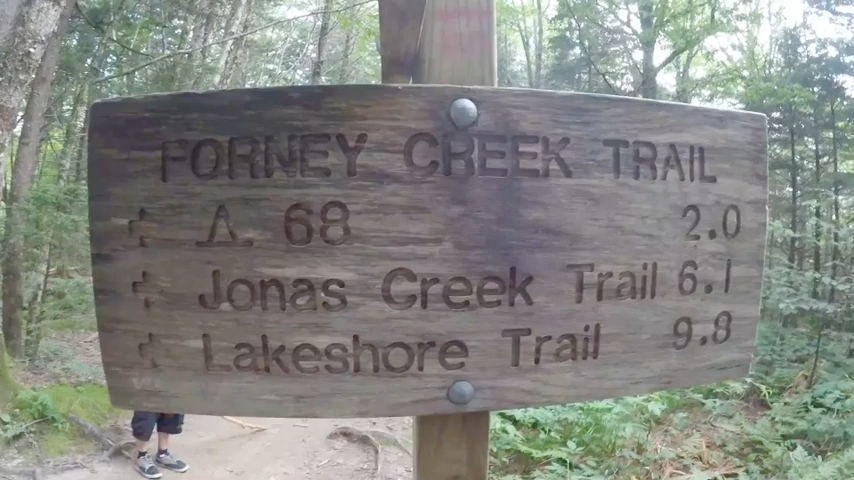 FORNEY CREEK TRAIL
← Δ. 68 2.0
← Jonas Creek Trail 6.1
← Lakeshore Trail 9.8